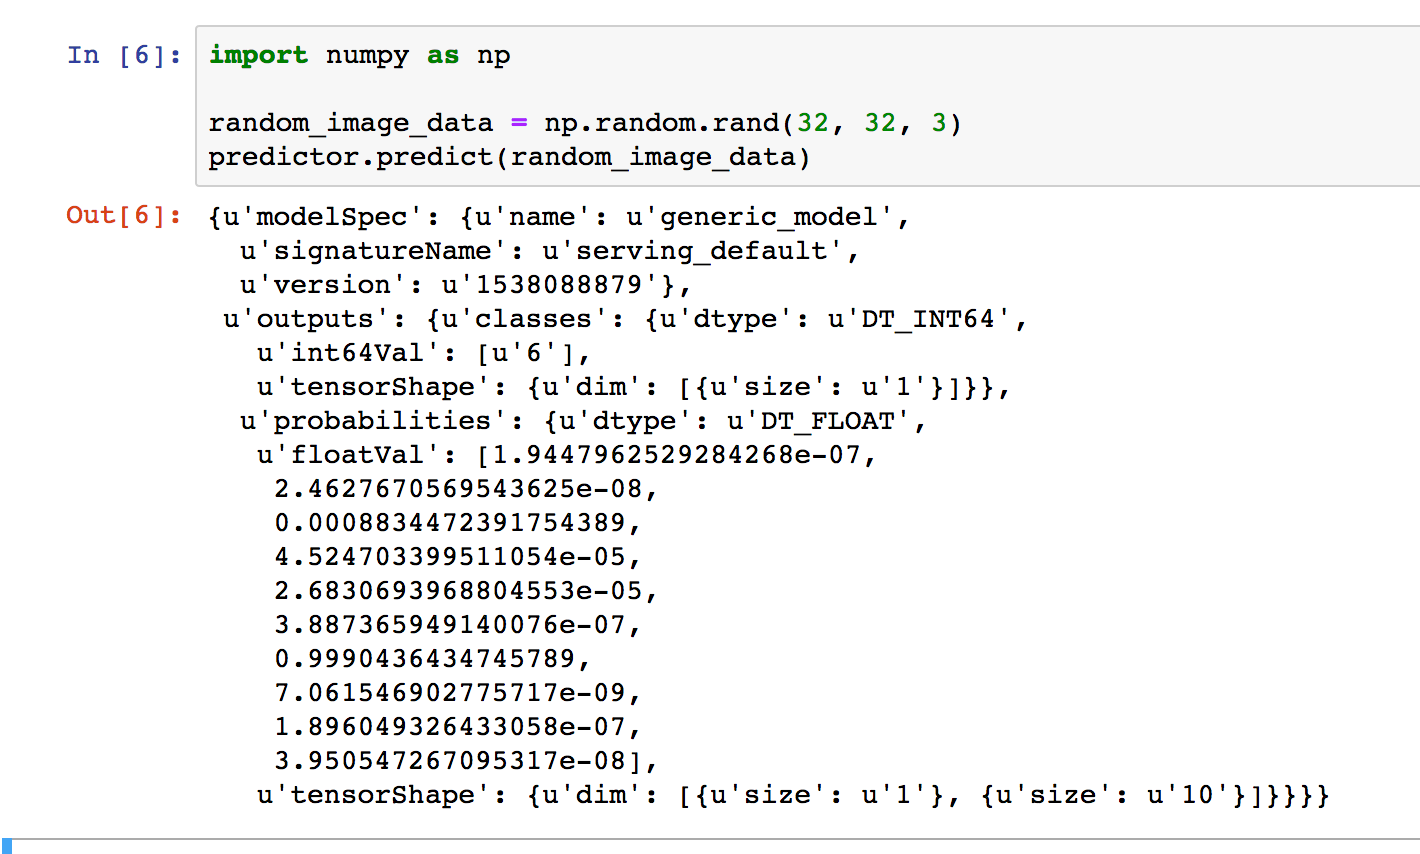 In [6]: import numpy as np
random_image_data = np.random.rand(32, 32, 3)
predictor.predict(random_image_data)
Out[6]: {u'modelSpec': {u'name': u'generic_model',
u'signatureName': u'serving_default',
u'version': u'1538088879'},
u'outputs': {u'classes': {u'dtype': u'DT_INT64',
u'int64Val': [u'6'],
u'tensorShape': {u'dim': [{u'size': u'1'}]}},
u'probabilities': {u'dtype': u'DT_FLOAT',
u'floatVal': [1.9447962529284268e-07,
2.4627670569543625e-08,
0.0008834472391754389,
4.524703399511054e-05,
2.6830693968804553e-05,
3.887365949140076e-07,
0.9990436434745789,
7.061546902775717e-09,
1.896049326433058e-07,
3.950547267095317e-08],
u'tensorShape': {u'dim': [{u'size': u'1'}, {u'size': u'10'}]}}}}